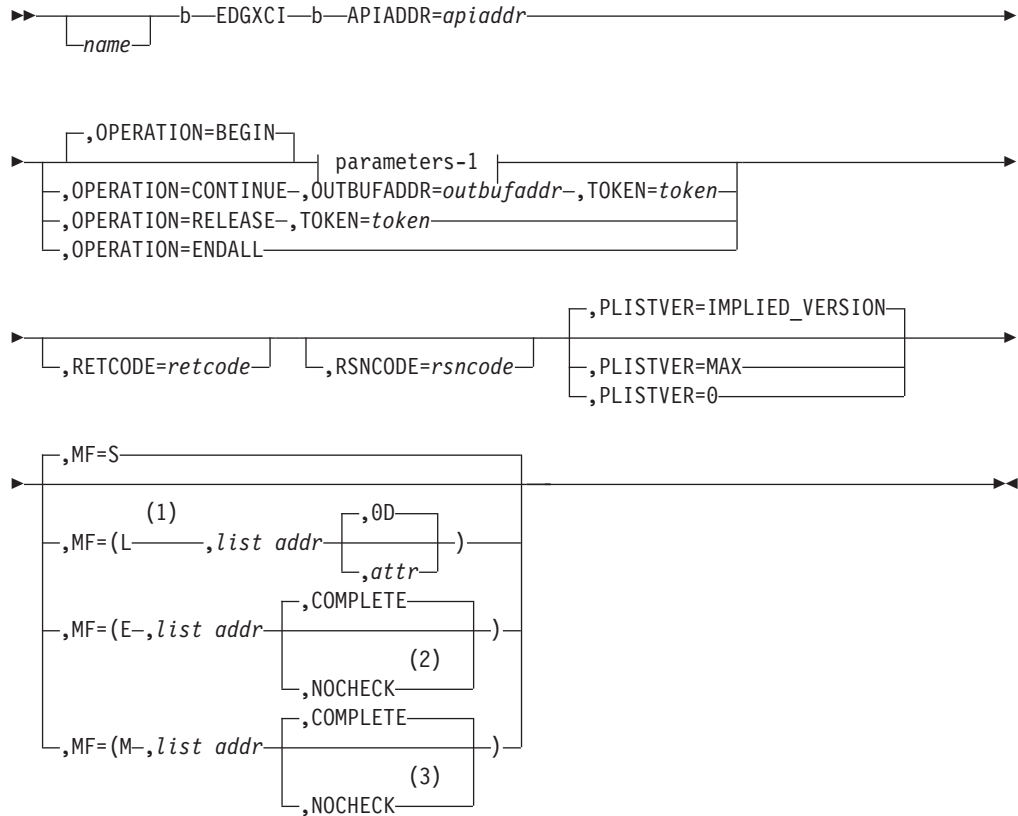 b EDGXCI b APIADDR=apiaddr
name
,OPERATION=BEGIN
parameters-1
,OPERATION=CONTINUE ,OUTBUFADDR=outbufaddr ,TOKEN=token
,OPERATION=RELEASE ,TOKEN=token
,OPERATION=ENDALL
,PLISTVER=IMPLIED_VERSION
,RETCODE=retcode ,RSNCODE=rsncode ,PLISTVER=MAX
,PLISTVER=0
,MF=S
(1) ,0D
,MF=(L ,list addr )
,attr
,COMPLETE
,MF=(E ,list addr )
(2)
,NOCHECK
,COMPLETE
,MF=(M ,list addr )
(3)
,NOCHECK